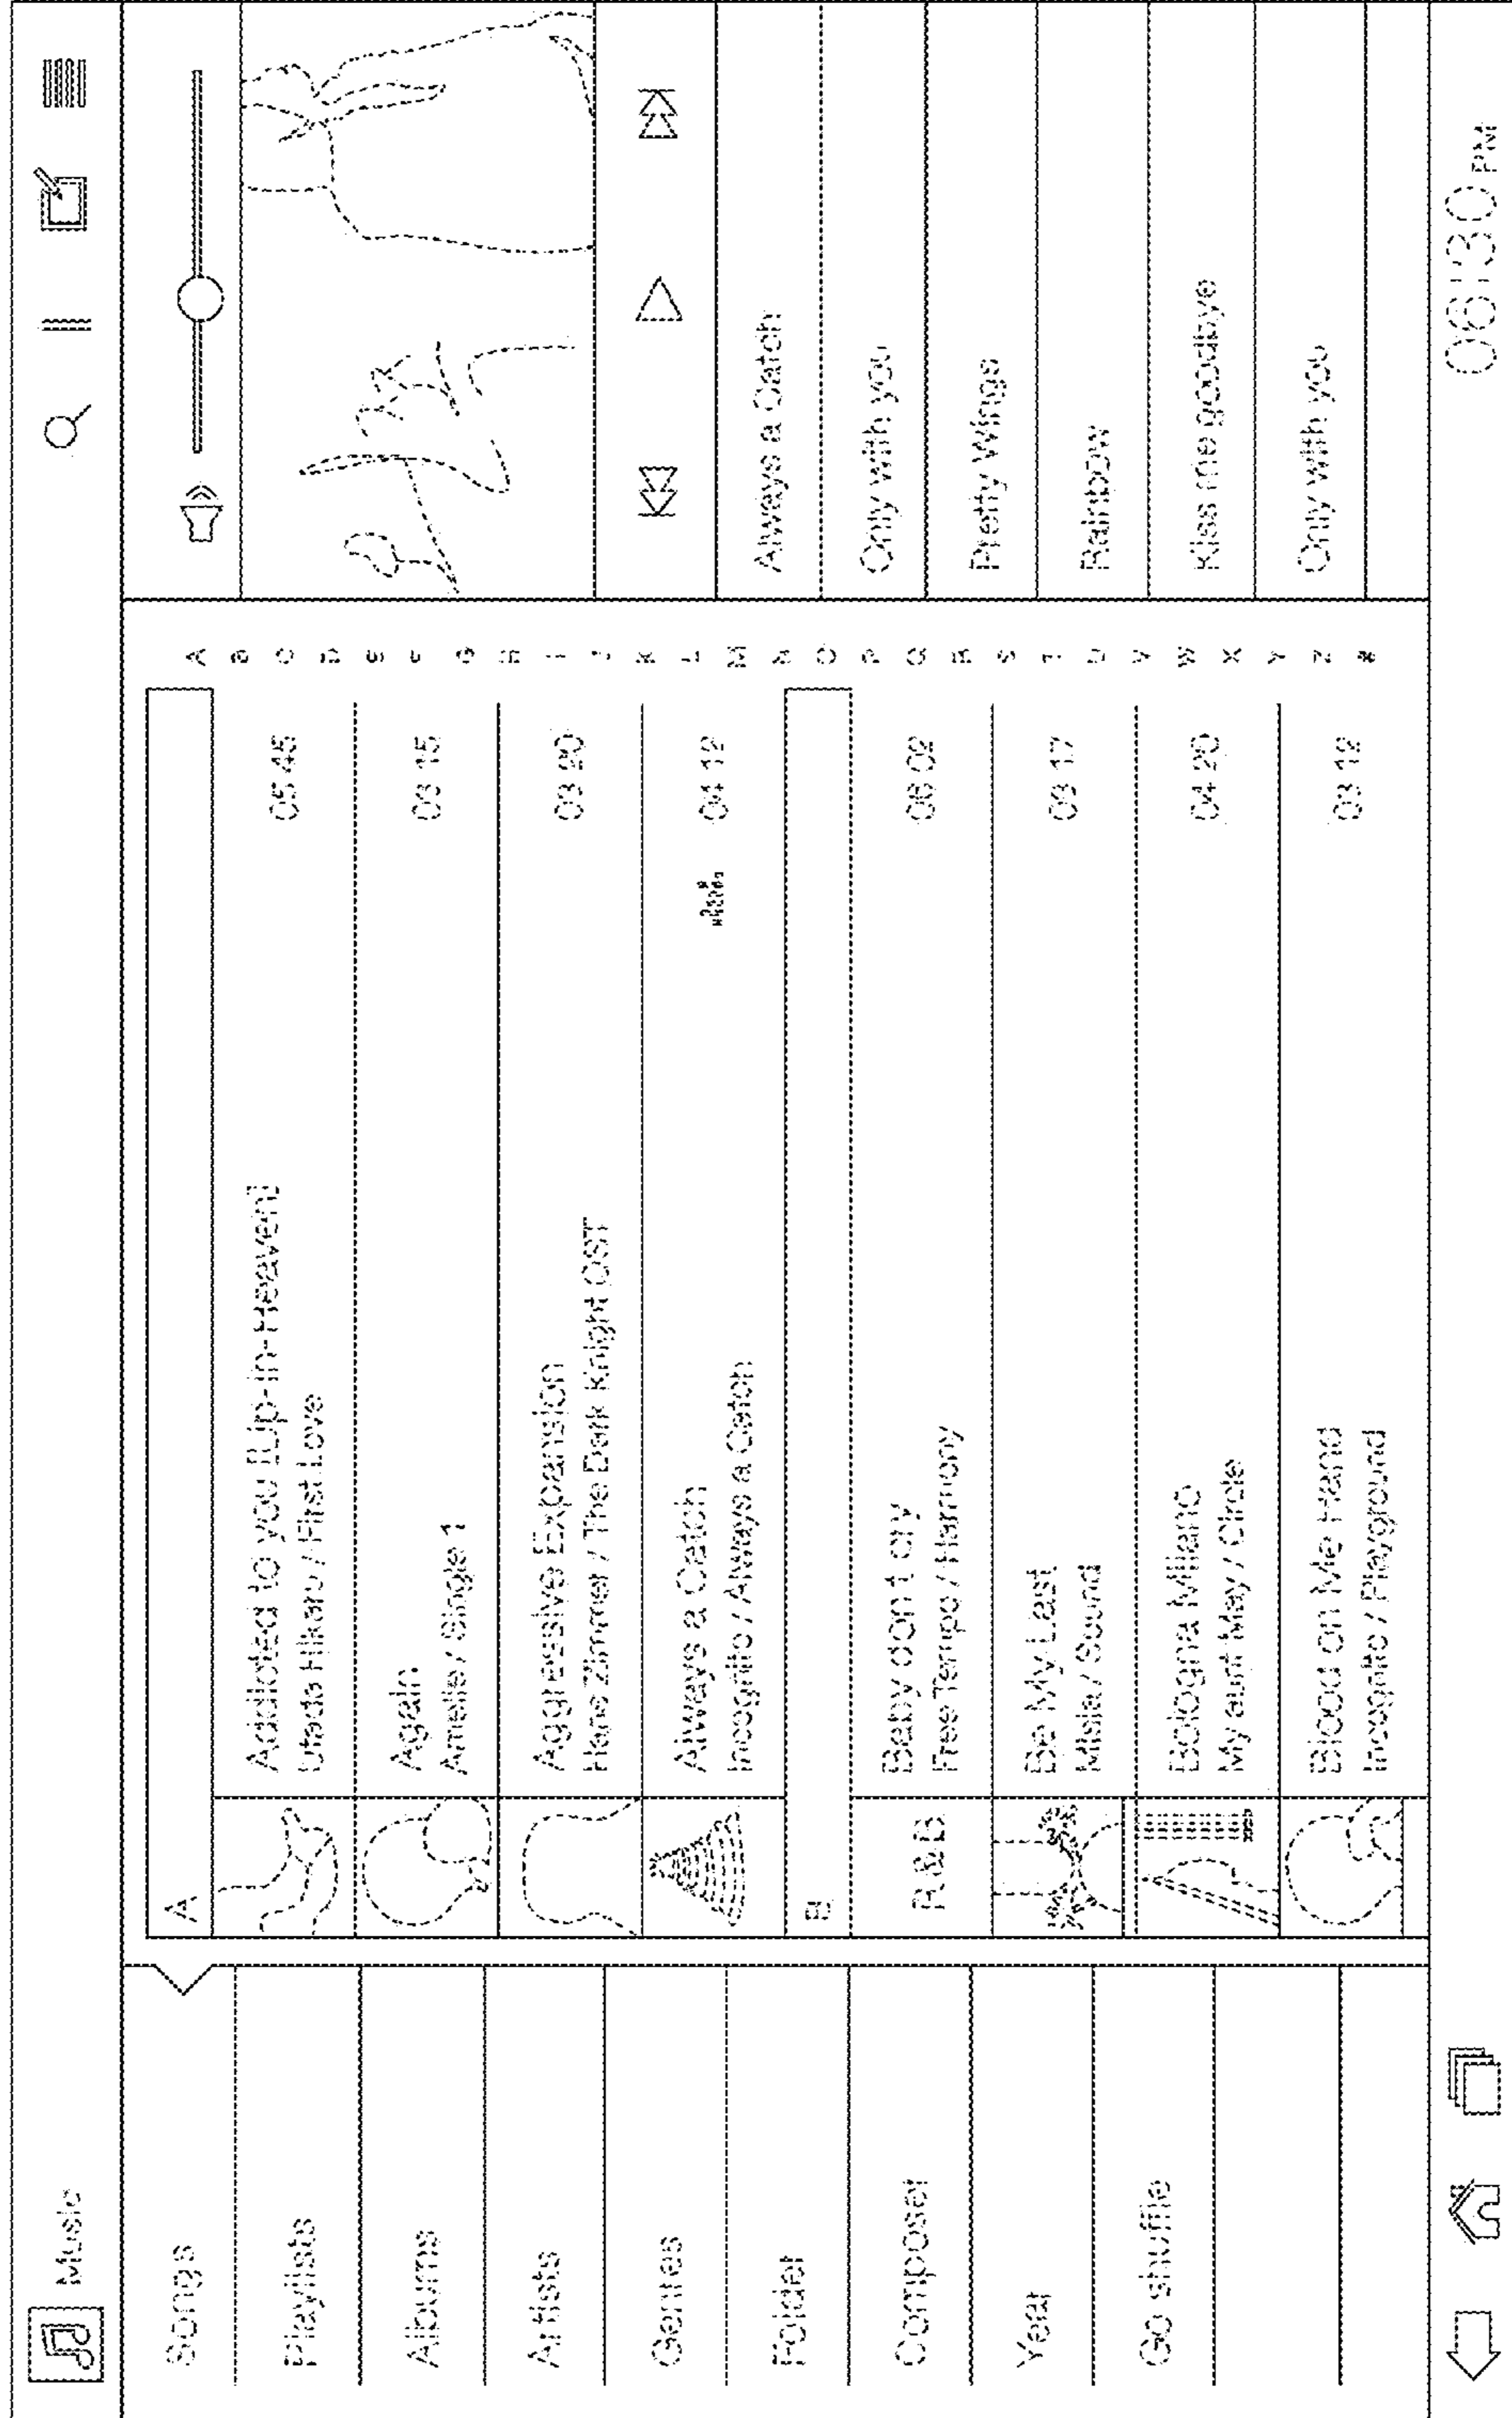 Music
Songs
Playlists
Albums
Artists
Genres
Folder
Composer
Year
Go shuffle
A
Addicted to you [Up-In-Heaven]
Utada Hikaru / First Love
05 45
Again
Amelie / Single 1
03 15
Aggressive Expansion
Hans Zimmer / The Dark Knight OST
03 20
Always a Catch
Incognito / Always a Catch
04 12
B
R&B
Baby don t cry
Free Tempo / Harmony
06 02
Be My Last
Misia / Sound
03 17
Bologna Milano
My aunt May / Circle
04 20
Blood on Me Hand
Incognito / Playground
03 12
A
B
C
D
E
F
G
H
I
J
K
L
M
N
O
P
Q
R
S
T
U
V
W
X
Y
Z
#
Always a Catch
Only with you
Pretty Wings
Rainbow
Kiss me goodbye
Only with you
06:30 PM